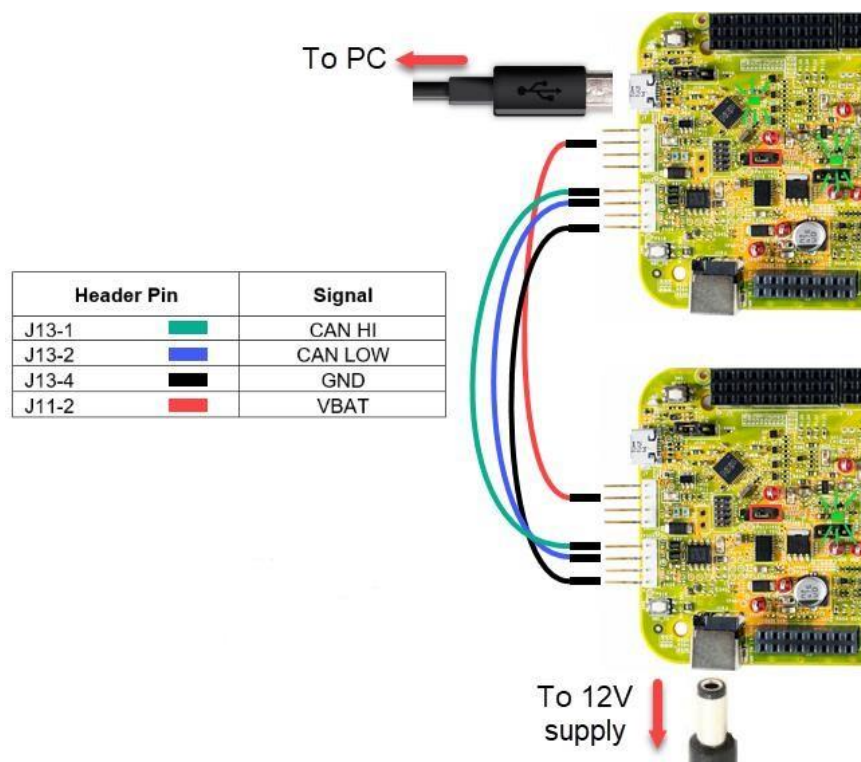 To PC
Header Pin Signal
J13-1 CAN HI
J13-2 CAN LOW
J13-4 GND
J11-2 VBAT
To 12V
supply